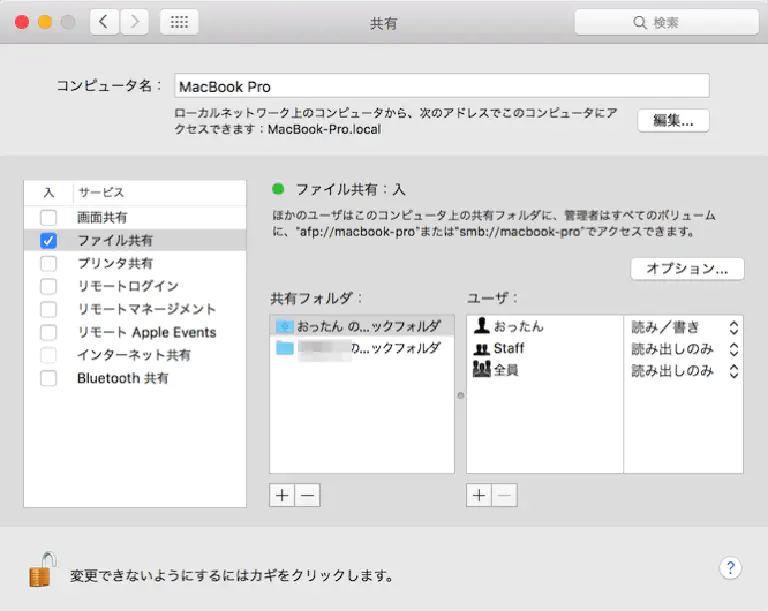 共有
検索
コンピュータ名：
MacBook Pro
ローカルネットワーク上のコンピュータから、次のアドレスでこのコンピュータにア
クセスできます：MacBook-Pro.local
編集...
入 サービス
画面共有
ファイル共有
プリンタ共有
リモートログイン
リモートマネージメント
リモート Apple Events
インターネット共有
Bluetooth 共有
ファイル共有：入
ほかのユーザはこのコンピュータ上の共有フォルダに、管理者はすべてのボリューム
に、"afp://macbook-pro"または"smb://macbook-pro"でアクセスできます。
オプション...
共有フォルダ：
おったん の...ックフォルダ
の...ックフォルダ
ユーザ：
おったん 読み／書き
Staff 読み出しのみ
全員 読み出しのみ
変更できないようにするにはカギをクリックします。
?